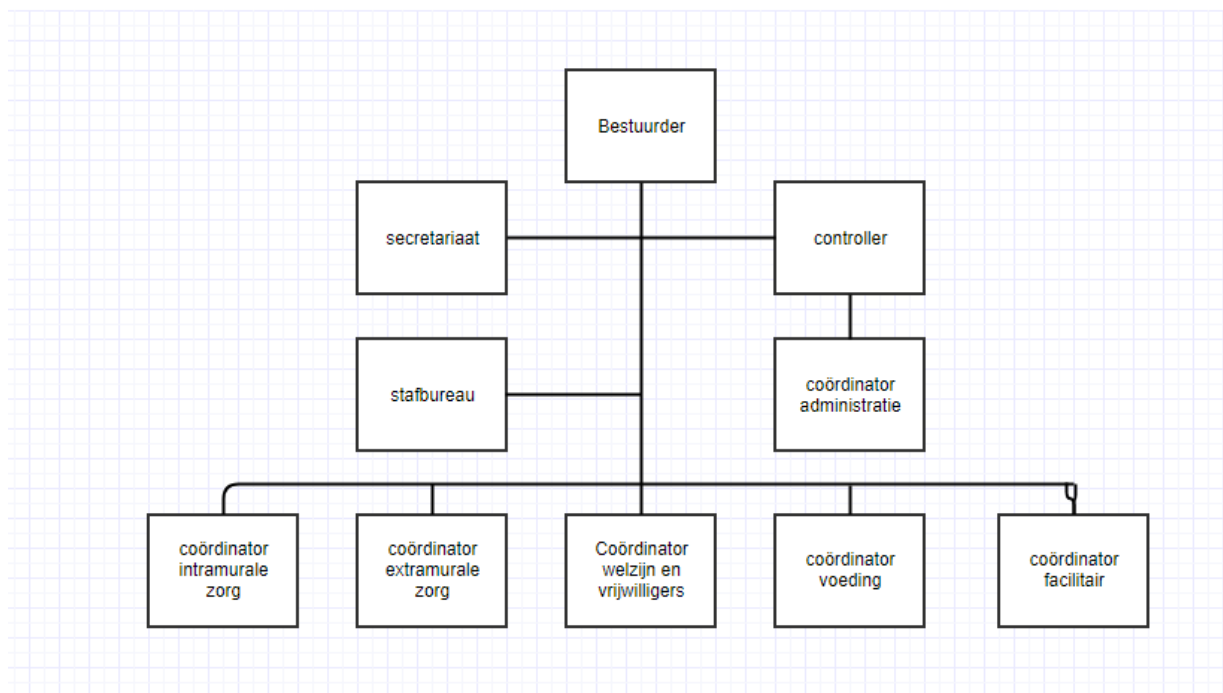 Bestuurder
secretariaat
controller
stafbureau
coördinator
administratie
coördinator
intramurale
zorg
coördinator
extramurale
zorg
Coördinator
welzijn en
vrijwilligers
coördinator
voeding
coördinator
facilitair